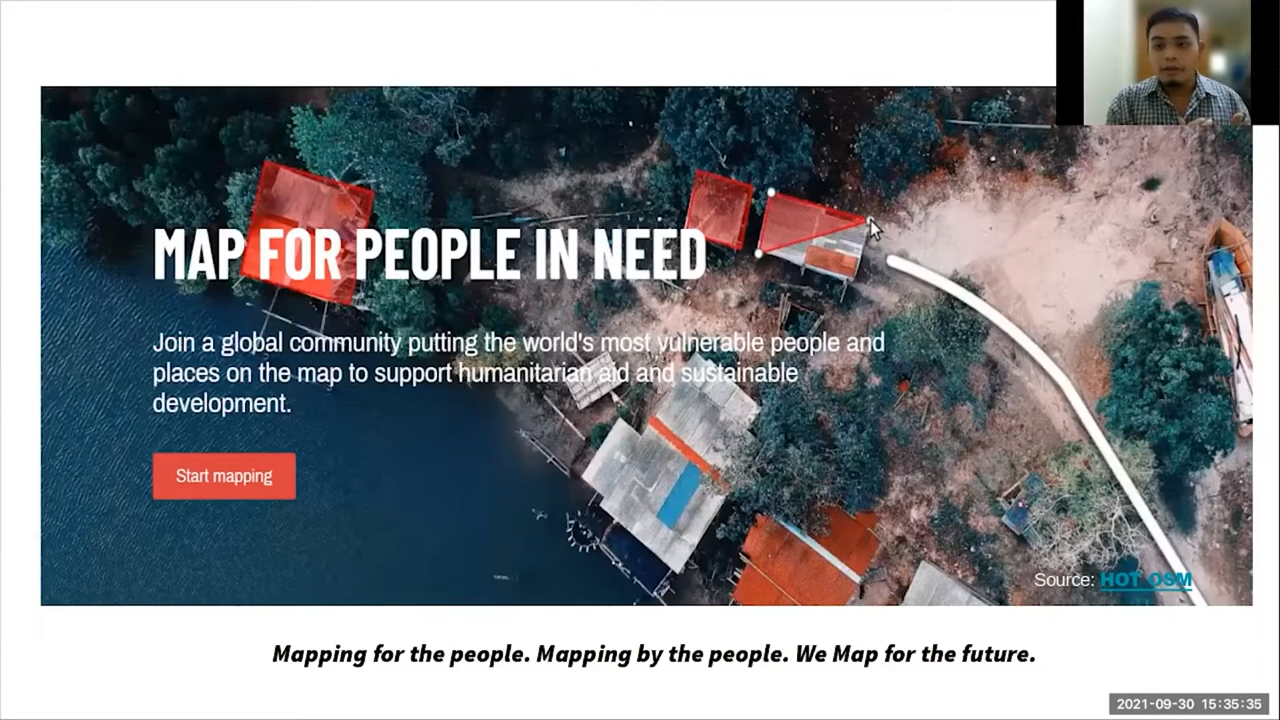 MAP FOR PEOPLE IN NEED
Join a global community putting the world's most vulnerable people and
places on the map to support humanitarian aid and sustainable
development.
Start mapping
Source: HOT OSM
Mapping for the people. Mapping by the people. We Map for the future.
2021-09-30 15:35:35